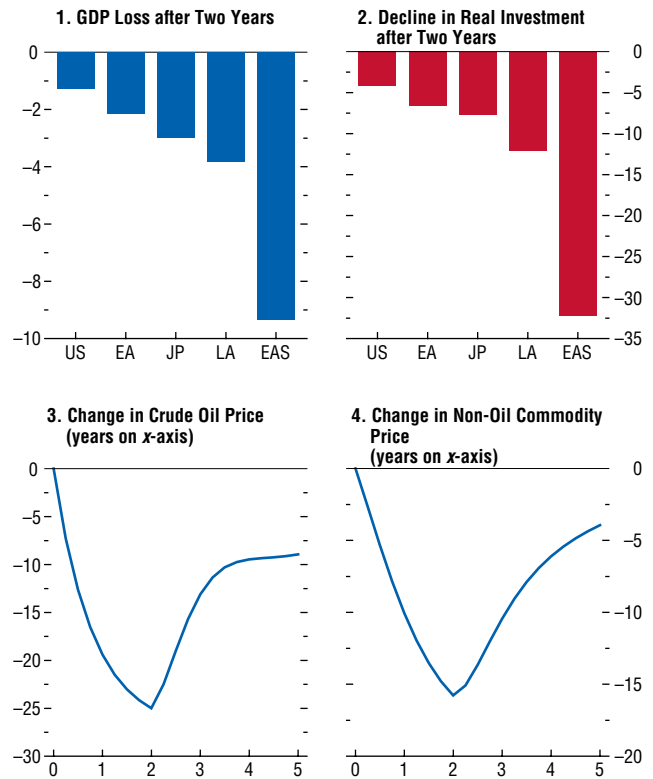 1. GDP Loss after Two Years
0
–2
–4
–6
–8
–10
US EA JP LA EAS
2. Decline in Real Investment
after Two Years
0
–5
–10
–15
–20
–25
–30
–35
US EA JP LA EAS
3. Change in Crude Oil Price
(years on x-axis)
0
–5
–10
–15
–20
–25
–30
0 1 2 3 4 5
4. Change in Non-Oil Commodity
Price
(years on x-axis)
0
–5
–10
–15
–20
0 1 2 3 4 5